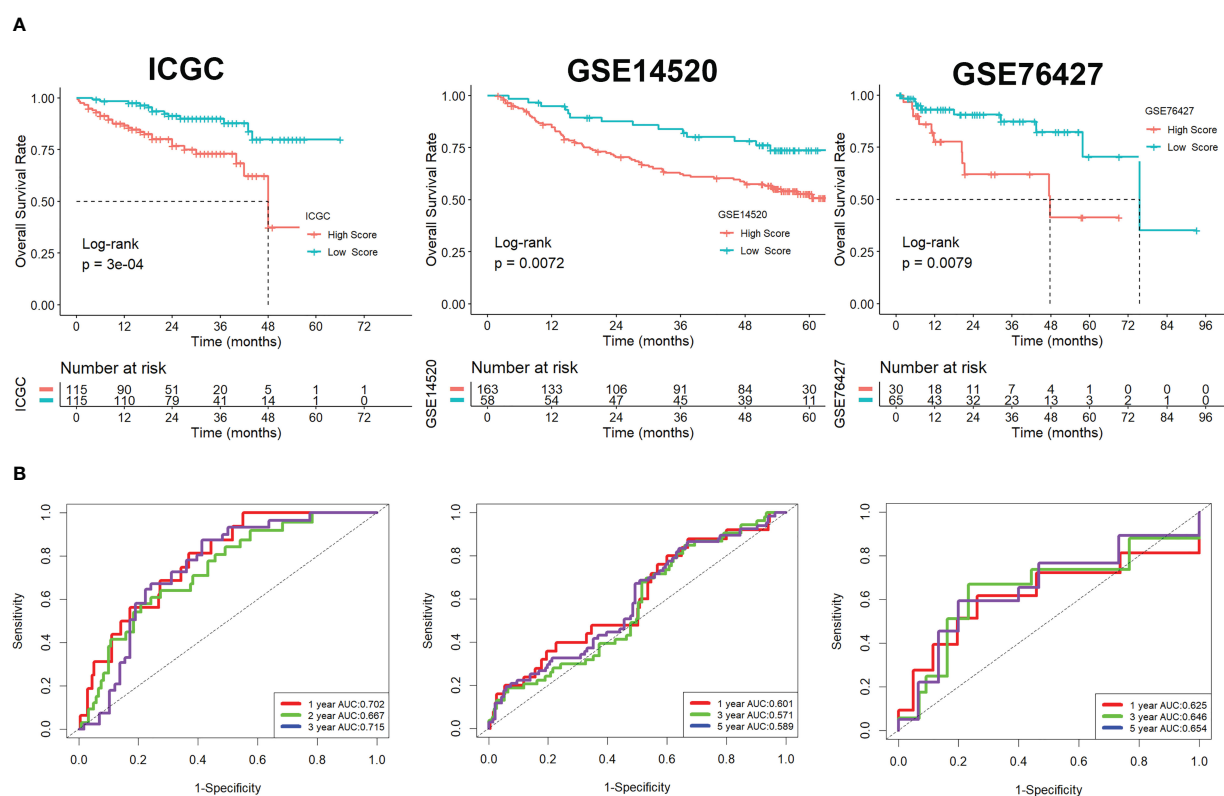 A
ICGC
GSE14520
GSE76427
Overall Survival Rate
1.00
0.75
0.50
0.25
0.00
ICGC
High Score
Low Score
Log-rank
p = 3e-04
0 12 24 36 48 60 72
Time (months)
Overall Survival Rate
1.00
0.75
0.50
0.25
0.00
GSE14520
High Score
Low Score
Log-rank
p = 0.0072
0 12 24 36 48 60
Time (months)
Overall Survival Rate
1.00
0.75
0.50
0.25
0.00
GSE76427
High Score
Low Score
Log-rank
p = 0.0079
0 12 24 36 48 60 72 84 96
Time (months)
Number at risk
ICGC
115 90 51 20 5 1 1
115 110 79 41 14 1 0
0 12 24 36 48 60 72
Time (months)
Number at risk
GSE14520
163 133 106 91 84 30
58 54 47 45 39 11
0 12 24 36 48 60
Time (months)
Number at risk
GSE76427
30 18 11 7 4 1 0 0 0
65 43 32 23 13 3 2 1 0
0 12 24 36 48 60 72 84 96
Time (months)
B
Sensitivity
1.0
0.8
0.6
0.4
0.2
0.0
1 year AUC:0.702
2 year AUC:0.667
3 year AUC:0.715
0.0 0.2 0.4 0.6 0.8 1.0
1-Specificity
Sensitivity
1.0
0.8
0.6
0.4
0.2
0.0
1 year AUC:0.601
3 year AUC:0.571
5 year AUC:0.589
0.0 0.2 0.4 0.6 0.8 1.0
1-Specificity
Sensitivity
1.0
0.8
0.6
0.4
0.2
0.0
1 year AUC:0.625
3 year AUC:0.646
5 year AUC:0.654
0.0 0.2 0.4 0.6 0.8 1.0
1-Specificity